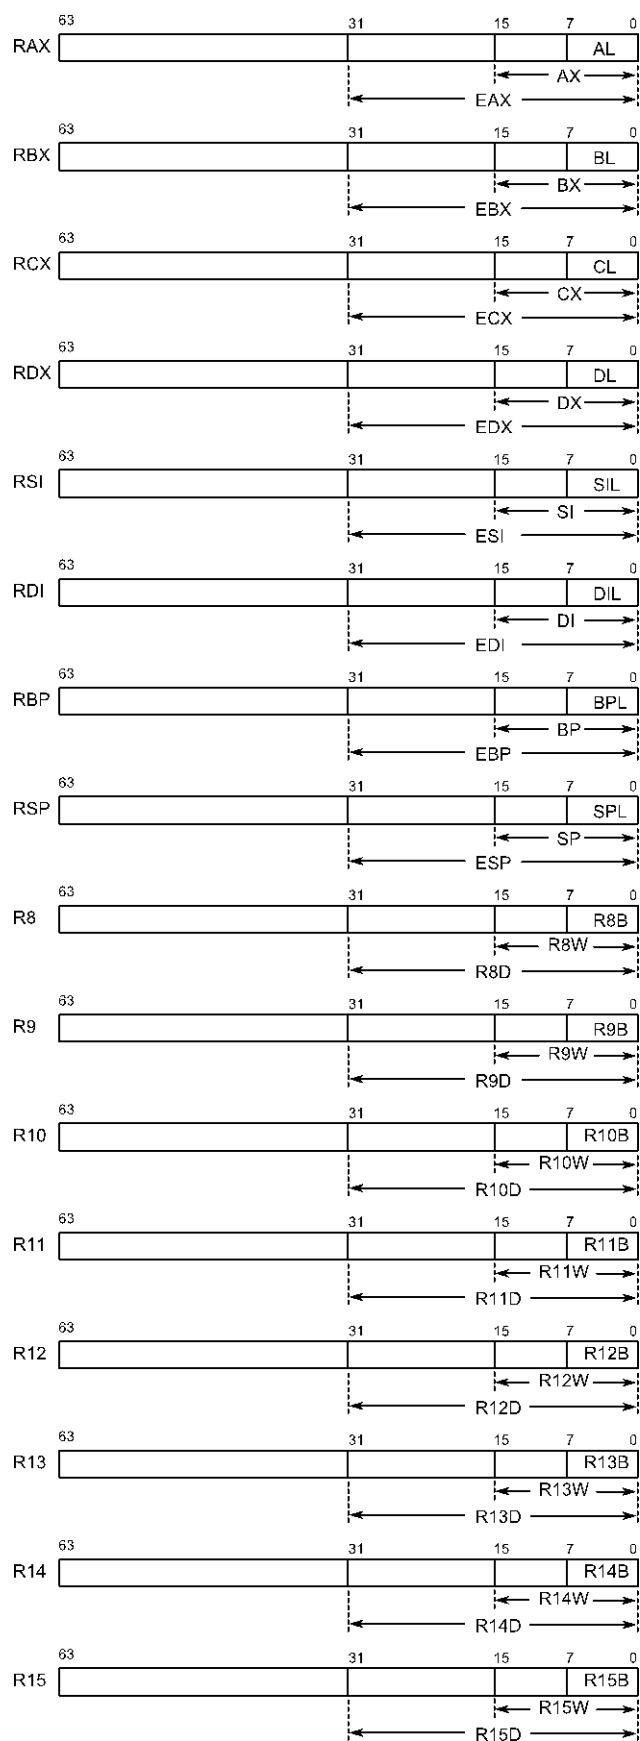 63 31 15 7 0
RAX AL
AX
EAX
63 31 15 7 0
RBX BL
BX
EBX
63 31 15 7 0
RCX CL
CX
ECX
63 31 15 7 0
RDX DL
DX
EDX
63 31 15 7 0
RSI SIL
SI
ESI
63 31 15 7 0
RDI DIL
DI
EDI
63 31 15 7 0
RBP BPL
BP
EBP
63 31 15 7 0
RSP SPL
SP
ESP
63 31 15 7 0
R8 R8B
R8W
R8D
63 31 15 7 0
R9 R9B
R9W
R9D
63 31 15 7 0
R10 R10B
R10W
R10D
63 31 15 7 0
R11 R11B
R11W
R11D
63 31 15 7 0
R12 R12B
R12W
R12D
63 31 15 7 0
R13 R13B
R13W
R13D
63 31 15 7 0
R14 R14B
R14W
R14D
63 31 15 7 0
R15 R15B
R15W
R15D